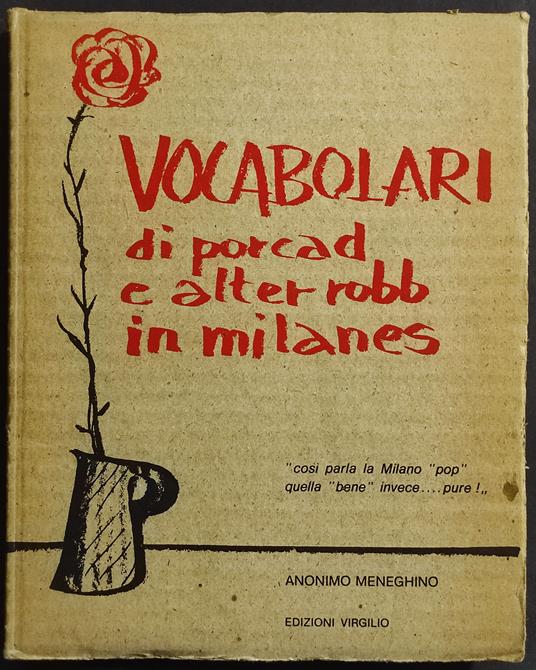 VOCABOLARI
di porcad
e alter robb
in milanes
"così parla la Milano "pop"
quella "bene" invece....pure !„
ANONIMO MENEGHINO
EDIZIONI VIRGILIO